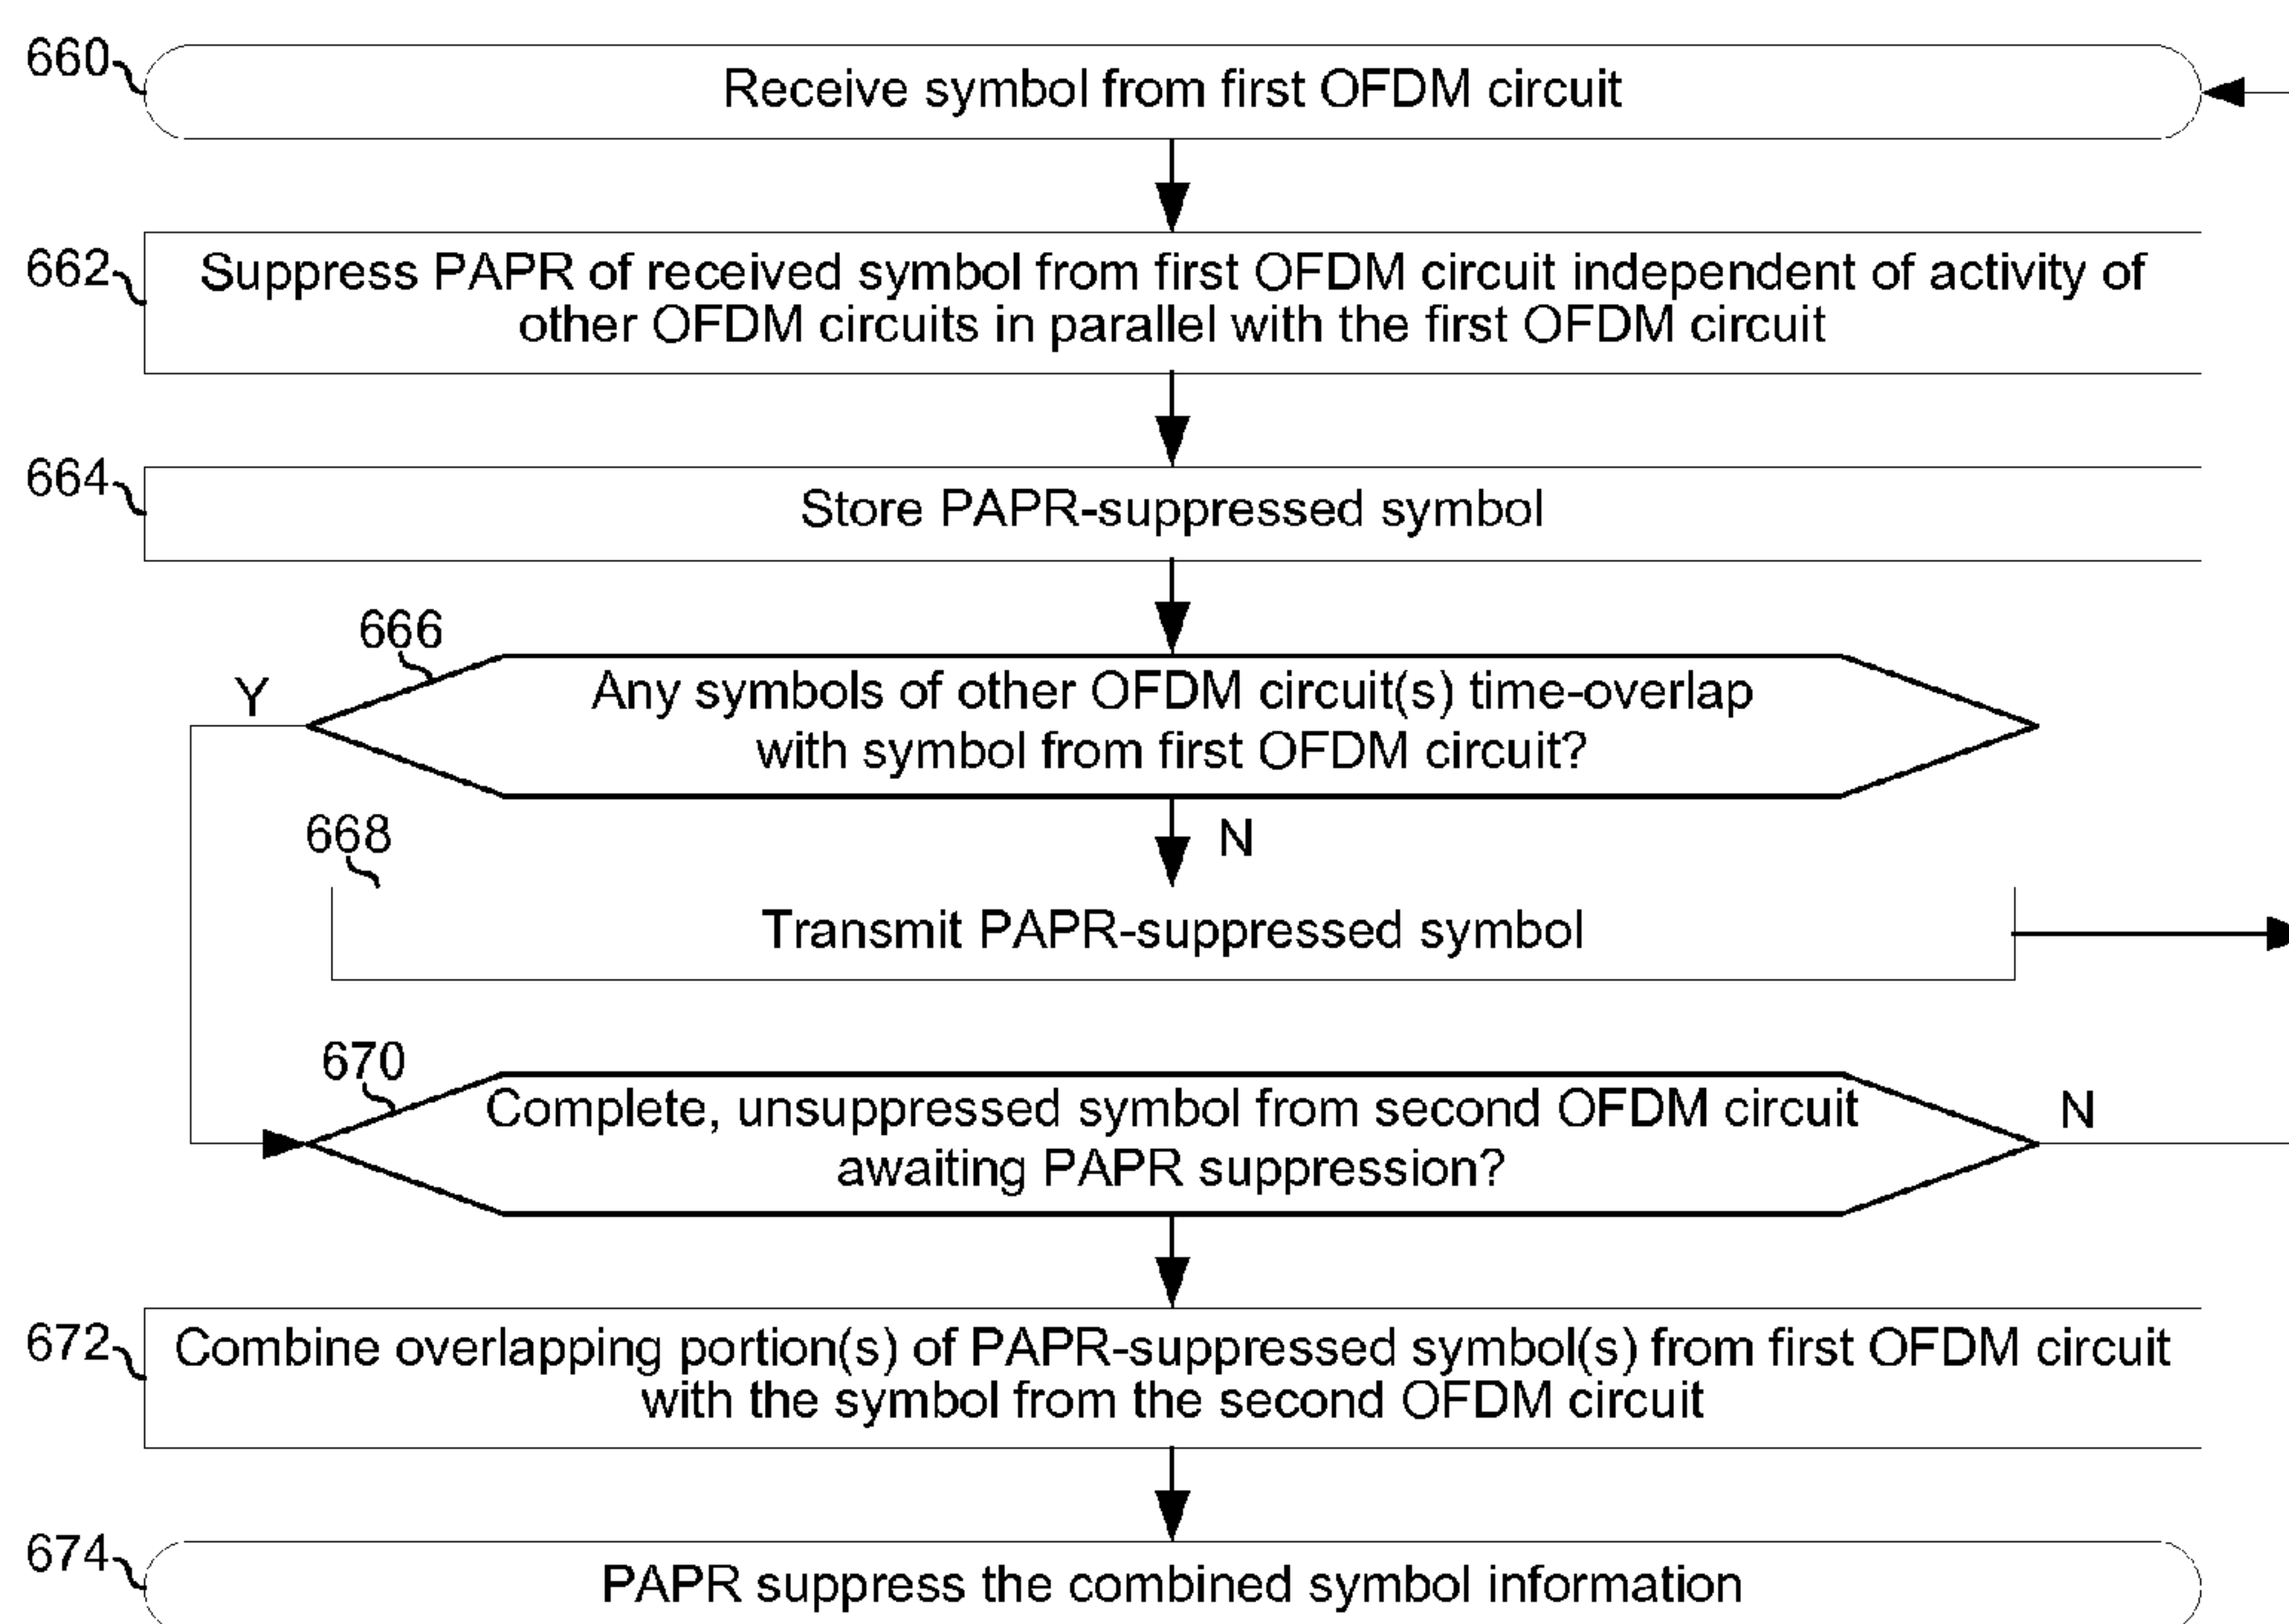 660
Receive symbol from first OFDM circuit
662
Suppress PAPR of received symbol from first OFDM circuit independent of activity of
other OFDM circuits in parallel with the first OFDM circuit
664
Store PAPR-suppressed symbol
666
Y
Any symbols of other OFDM circuit(s) time-overlap
with symbol from first OFDM circuit?
668
N
Transmit PAPR-suppressed symbol
670
Complete, unsuppressed symbol from second OFDM circuit
awaiting PAPR suppression?
N
672
Combine overlapping portion(s) of PAPR-suppressed symbol(s) from first OFDM circuit
with the symbol from the second OFDM circuit
674
PAPR suppress the combined symbol information